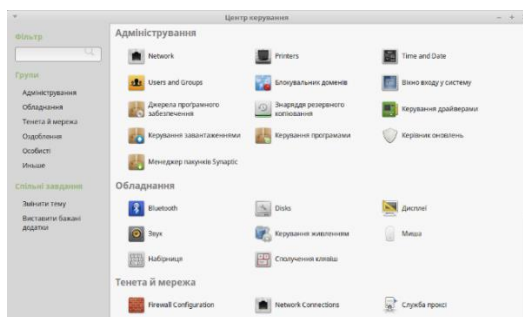 Центр керування
Фільтр
Групи
Адміністрування
Обладнання
Тенета й мережа
Оздоблення
Особисті
Инше
Спільні завдання
Змінити тему
Виставити бажані
додатки
Адміністрування
Network
Printers
Time and Date
Users and Groups
Блокувальник доменів
Вікно входу у систему
Джерела програмного
забезпечення
Знаряддя резервного
копіювання
Керування драйверами
Керування завантаженнями
Керування програмами
Керівник оновлень
Менеджер пакунків Synaptic
Обладнання
Bluetooth
Disks
Дисплеї
Звук
Керування живленням
Миша
Набірниця
Сполучення клявіш
Тенета й мережа
Firewall Configuration
Network Connections
Служба проксі